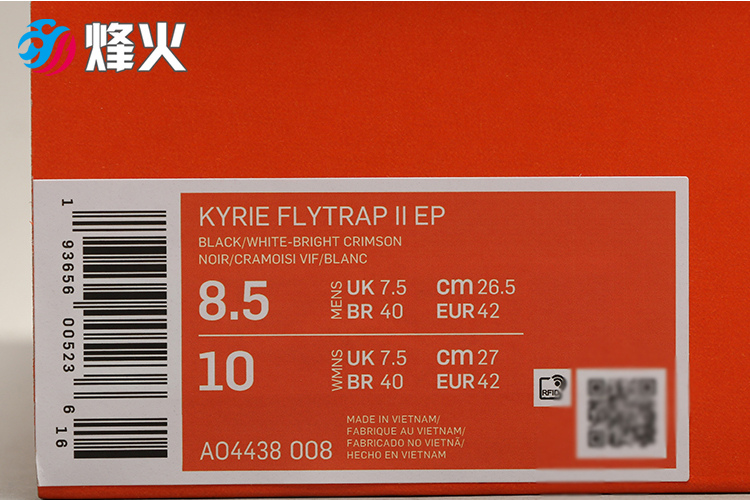 烽火
KYRIE FLYTRAP II EP
BLACK/WHITE-BRIGHT CRIMSON
NOIR/CRAMOISI VIF/BLANC
8.5 MENS UK 7.5 cm 26.5
BR 40 EUR 42
10 WMNS UK 7.5 cm 27
BR 40 EUR 42
RFID
MADE IN VIETNAM/
FABRIQUE AU VIETNAM/
FABRICADO NO VIETNÃ/
HECHO EN VIETNAM
AO4438 008
1 93656 00523 6 16